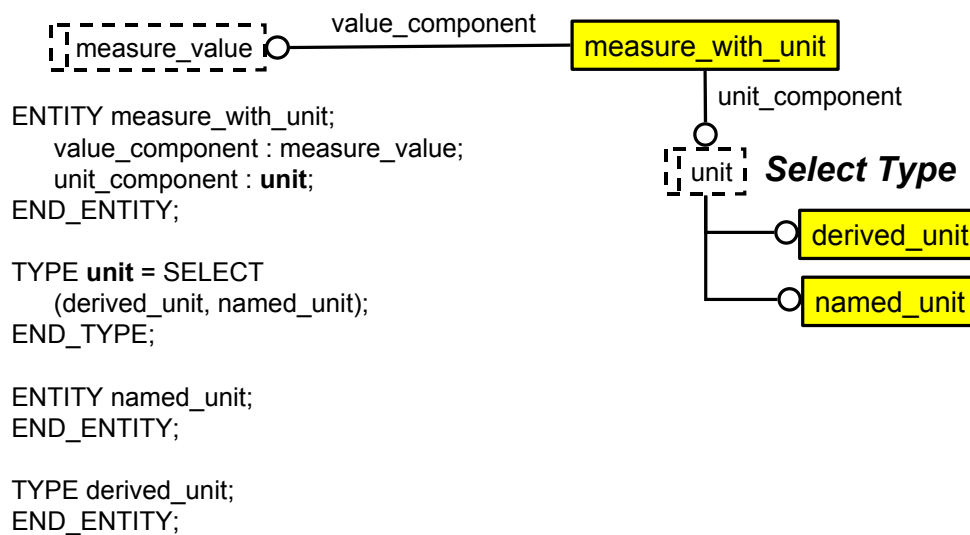 measure_value
value_component
measure_with_unit
unit_component
unit
Select Type
derived_unit
named_unit
ENTITY measure_with_unit;
value_component : measure_value;
unit_component : unit;
END_ENTITY;
TYPE unit = SELECT
(derived_unit, named_unit);
END_TYPE;
ENTITY named_unit;
END_ENTITY;
TYPE derived_unit;
END_ENTITY;